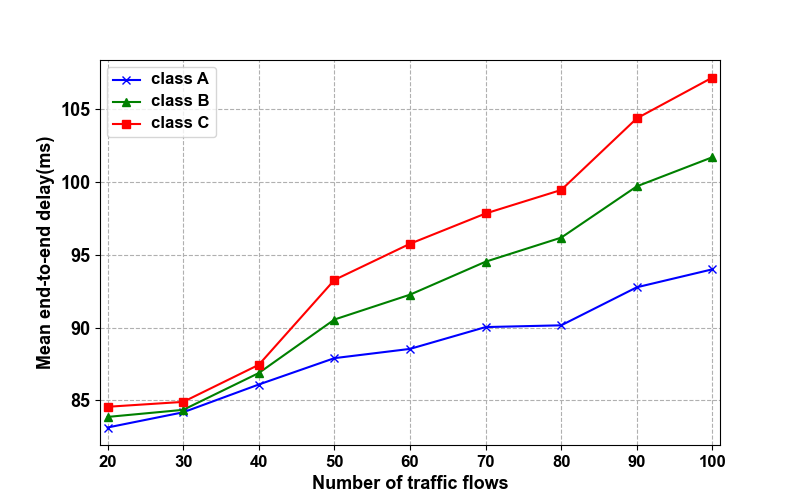 class A
class B
class C
105
100
95
90
85
Mean end-to-end delay(ms)
20 30 40 50 60 70 80 90 100
Number of traffic flows